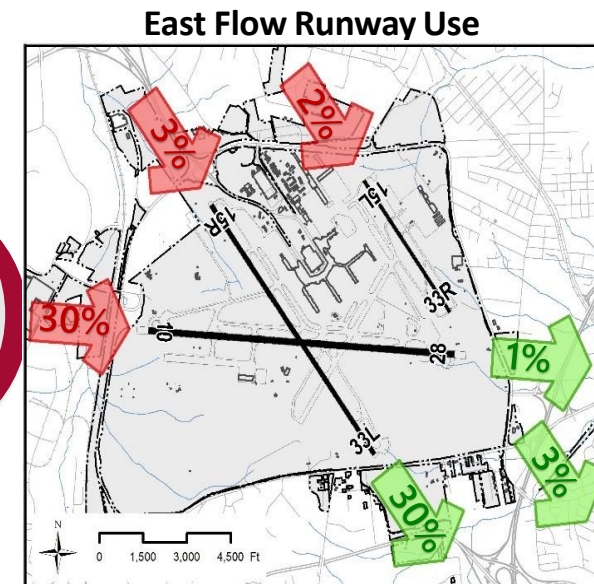 East Flow Runway Use
3%
2%
15R
15L
33R
30%
10
28
1%
33L
30%
3%
N
0 1,500 3,000 4,500 Ft